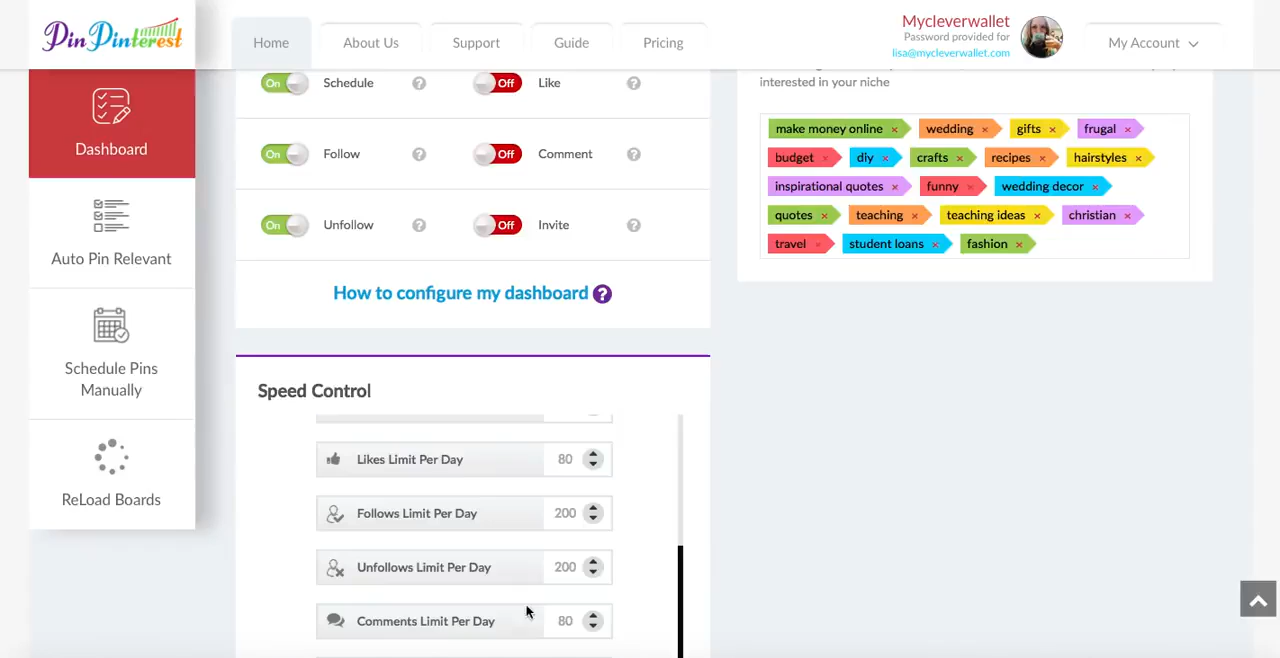 PinPinterest
Home
About Us
Support
Guide
Pricing
Mycleverwallet
Password provided for
lisa@mycleverwallet.com
My Account
Dashboard
Auto Pin Relevant
Schedule Pins
Manually
ReLoad Boards
On Schedule ? Off Like ?
On Follow ? Off Comment ?
On Unfollow ? Off Invite ?
How to configure my dashboard ?
Speed Control
Likes Limit Per Day 80
Follows Limit Per Day 200
Unfollows Limit Per Day 200
Comments Limit Per Day 80
interested in your niche
make money online × wedding × gifts × frugal ×
budget × diy × crafts × recipes × hairstyles ×
inspirational quotes × funny × wedding decor ×
quotes × teaching × teaching ideas × christian ×
travel × student loans × fashion ×